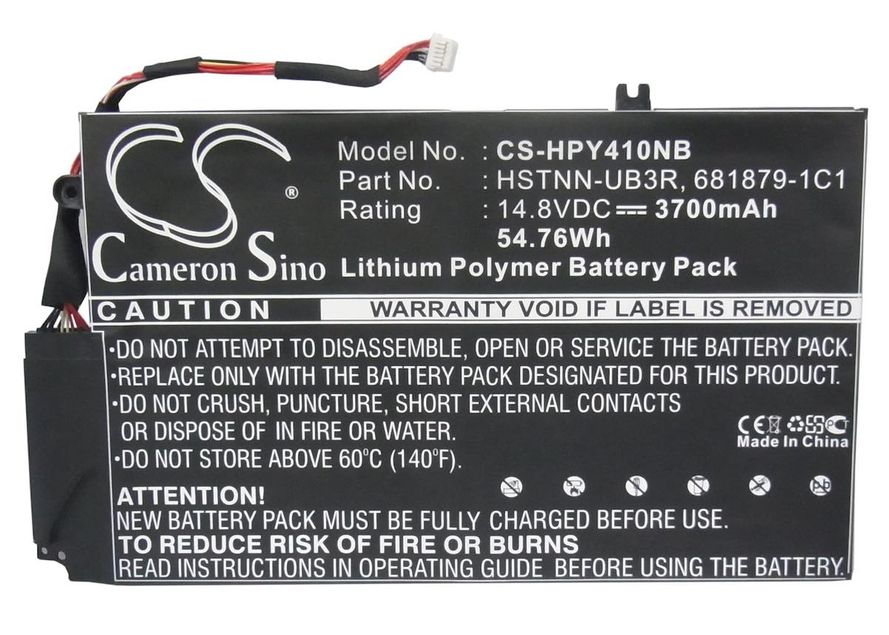 CS ®
Cameron Sino
Model No. : CS-HPY410NB
Part No. : HSTNN-UB3R, 681879-1C1
Rating : 14.8VDC 3700mAh
54.76Wh
Lithium Polymer Battery Pack
CAUTION WARRANTY VOID IF LABEL IS REMOVED
•DO NOT ATTEMPT TO DISASSEMBLE, OPEN OR SERVICE THE BATTERY PACK.
•REPLACE ONLY WITH THE BATTERY PACK DESIGNATED FOR THIS PRODUCT.
•DO NOT CRUSH, PUNCTURE, SHORT EXTERNAL CONTACTS
OR DISPOSE OF IN FIRE OR WATER.
•DO NOT STORE ABOVE 60°C (140°F).
CE
Made In China
Pb
ATTENTION!
NEW BATTERY PACK MUST BE FULLY CHARGED BEFORE USE.
TO REDUCE RISK OF FIRE OR BURNS
READ INSTRUCTIONS IN OPERATING GUIDE BEFORE USING THE BATTERY.